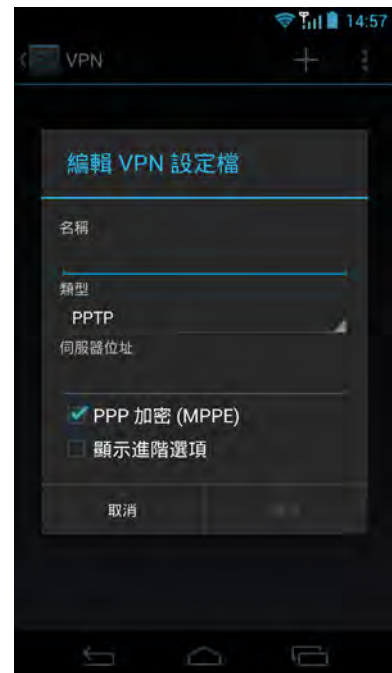 14:57
VPN
編輯 VPN 設定檔
名稱
類型
PPTP
伺服器位址
PPP 加密 (MPPE)
顯示進階選項
取消